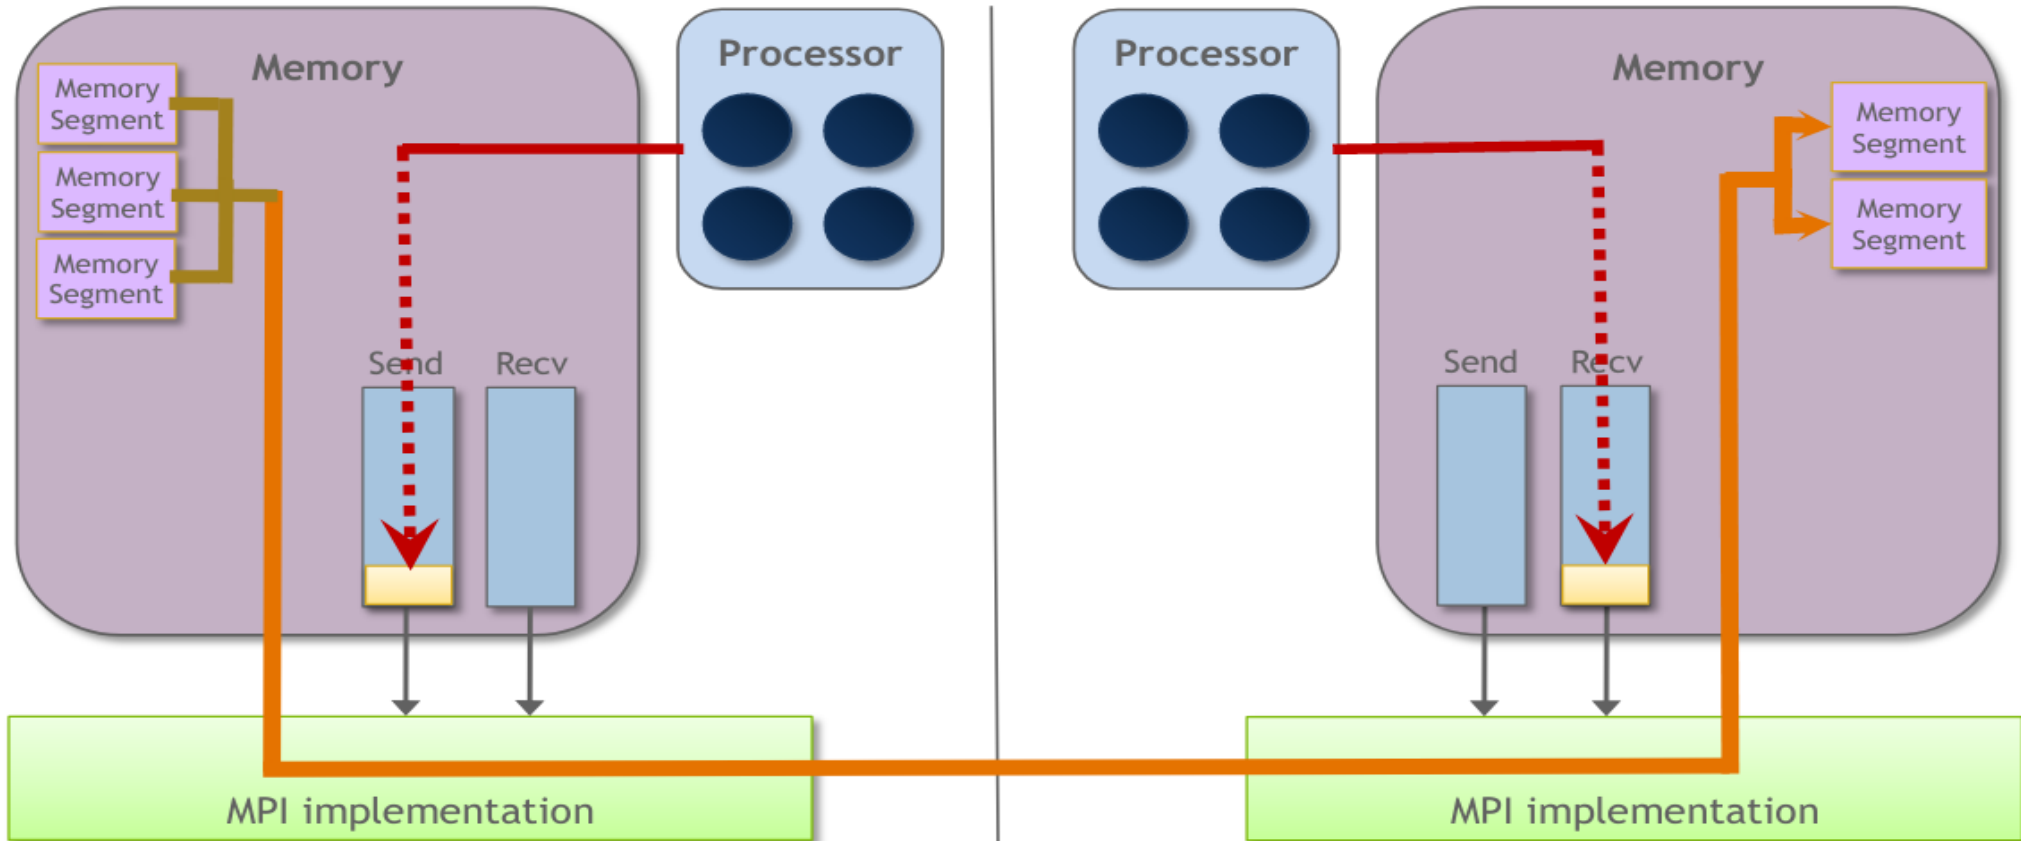 Memory
Memory
Segment
Memory
Segment
Memory
Segment
Send
Recv
Processor
MPI implementation
Processor
Memory
Memory
Segment
Memory
Segment
Send
Recv
MPI implementation